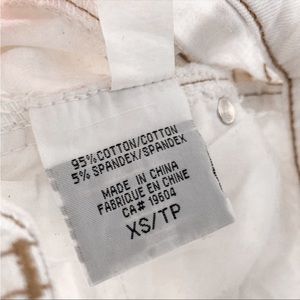 95% COTTON/COTTON
5% SPANDEX/SPANDEX
MADE IN CHINA
FABRIQUE EN CHINE
CA# 19604
XS/TP